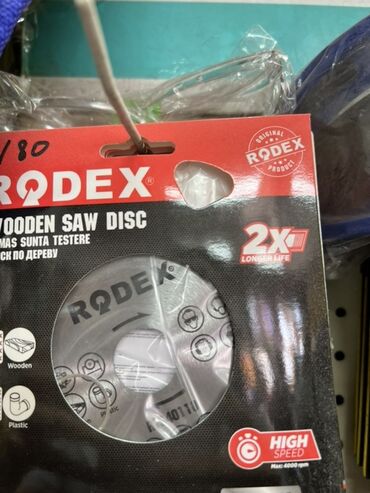 /80
RODEX®
ORIGINAL
RODEX
PRODUCT
WOODEN SAW DISC
MAS SUNTA TESTERE
СК ПО ДЕРЕВУ
2X
LONGER LIFE
RODEX®
Wooden
Plastic
HIGH
SPEED
Max: 4000 rpm